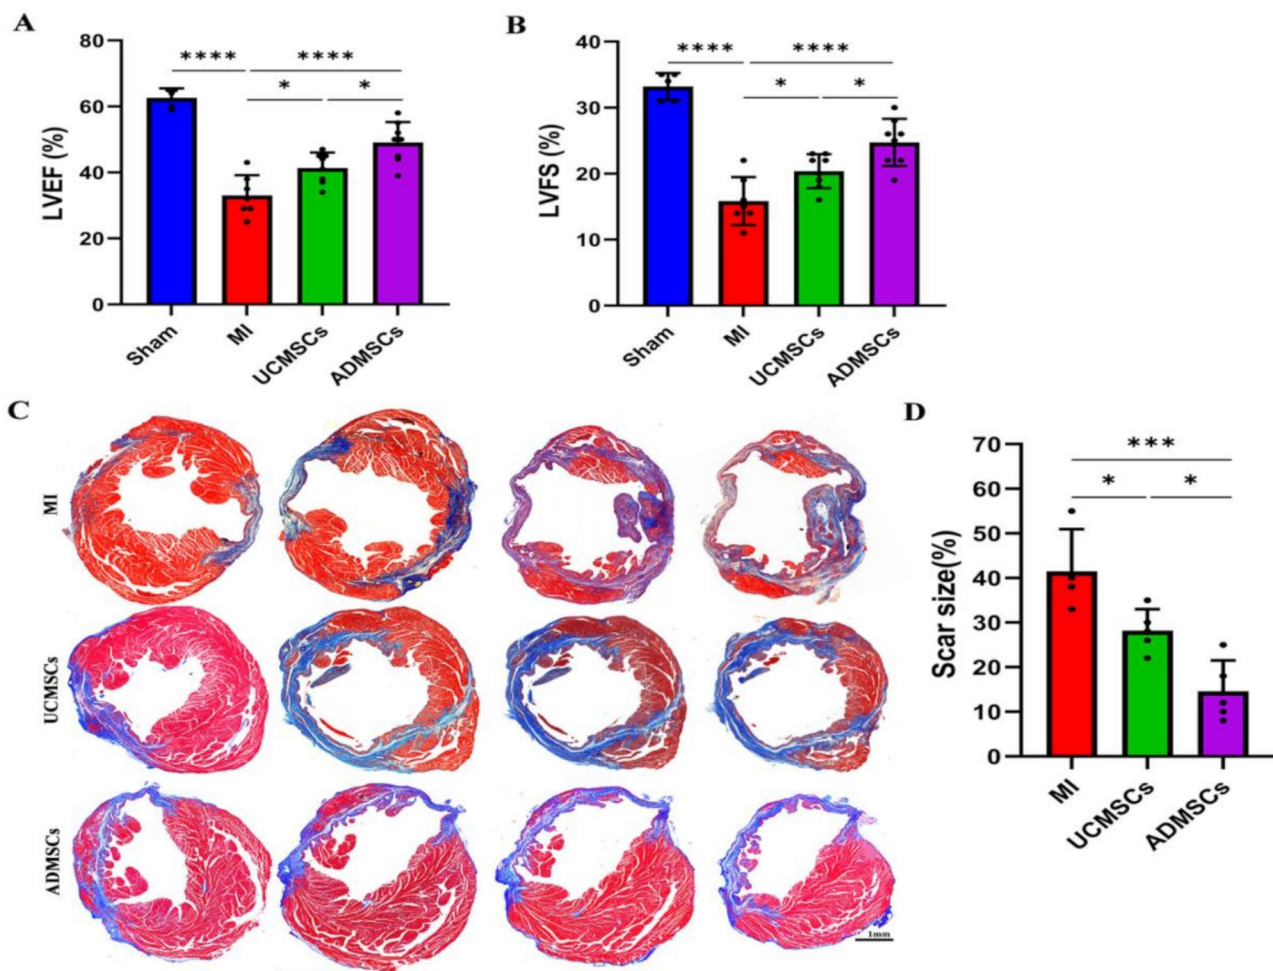 A
LVEF (%)
80
60
40
20
0
****
****
*
*
Sham
MI
UCMSCs
ADMSCs
B
LVFS (%)
40
30
20
10
0
****
****
*
*
Sham
MI
UCMSCs
ADMSCs
C
MI
UCMSCs
ADMSCs
1mm
D
Scar size(%)
70
60
50
40
30
20
10
0
***
*
*
MI
UCMSCs
ADMSCs